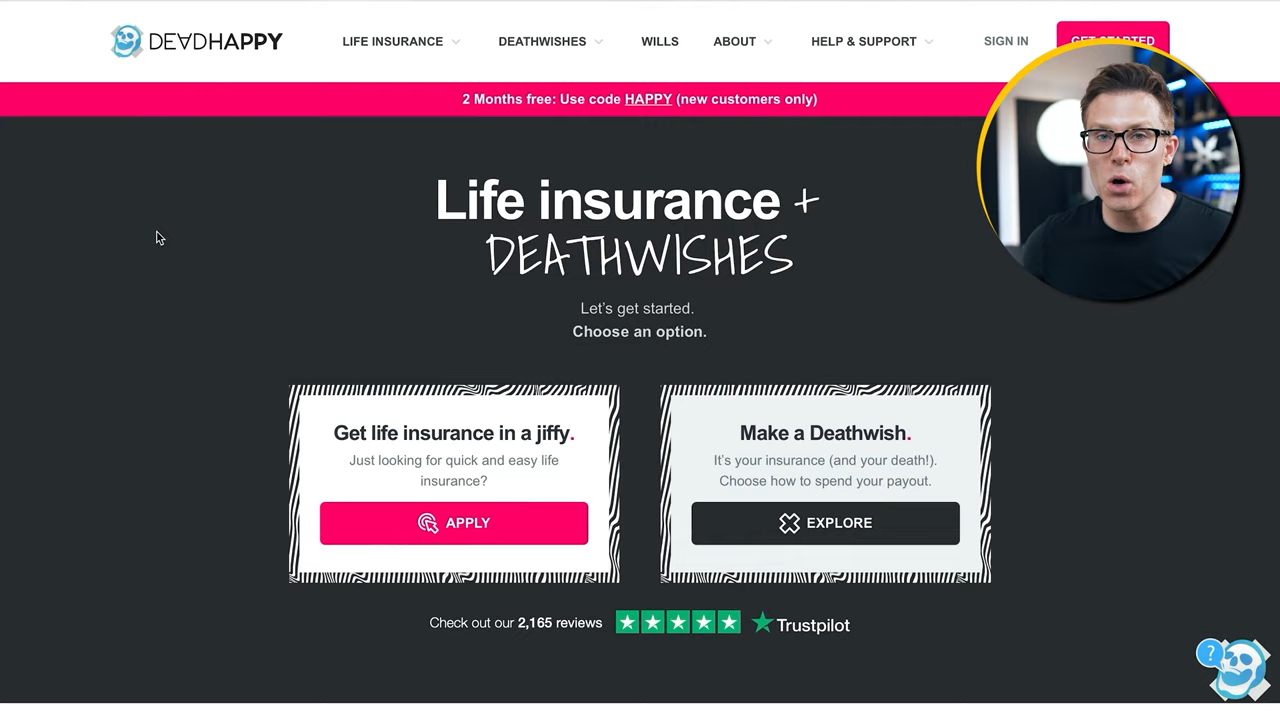 DEADHAPPY
LIFE INSURANCE
DEATHWISHES
WILLS
ABOUT
HELP & SUPPORT
SIGN IN
GET STARTED
2 Months free: Use code HAPPY (new customers only)
Life insurance +
DEATHWISHES
Let's get started.
Choose an option.
Get life insurance in a jiffy.
Just looking for quick and easy life
insurance?
APPLY
Make a Deathwish.
It's your insurance (and your death!).
Choose how to spend your payout.
EXPLORE
Check out our 2,165 reviews
Trustpilot
?